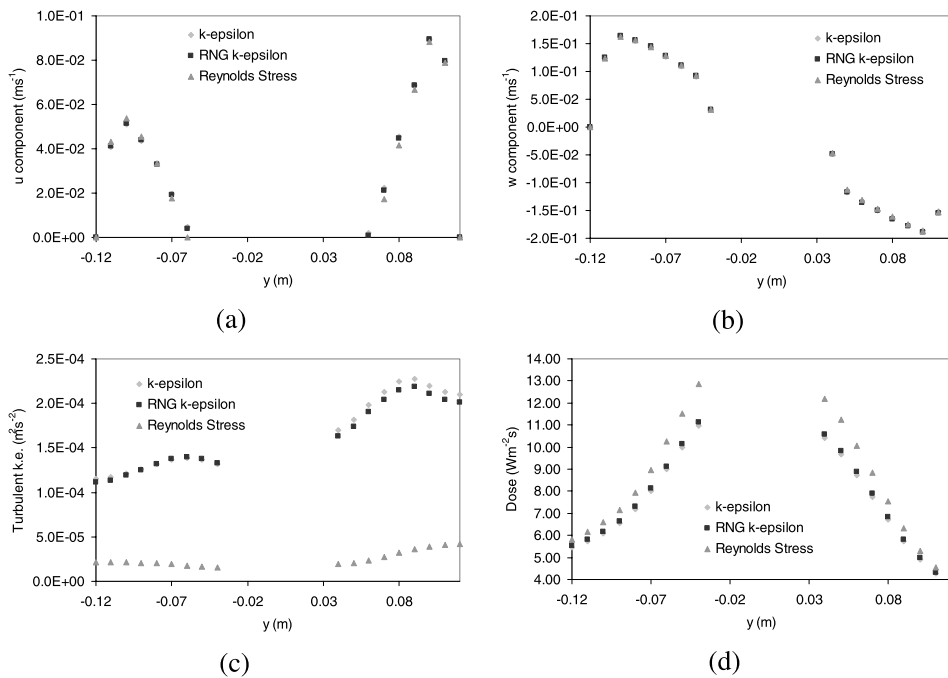 1.0E-01
8.0E-02
6.0E-02
4.0E-02
2.0E-02
0.0E+00
u component (ms-1)
k-epsilon
RNG k-epsilon
Reynolds Stress
-0.12
-0.07
-0.02
0.03
0.08
y (m)
(a)
2.0E-01
1.5E-01
1.0E-01
5.0E-02
0.0E+00
-5.0E-02
-1.0E-01
-1.5E-01
-2.0E-01
w component (ms-1)
k-epsilon
RNG k-epsilon
Reynolds Stress
-0.12
-0.07
-0.02
0.03
0.08
y (m)
(b)
2.5E-04
2.0E-04
1.5E-04
1.0E-04
5.0E-05
0.0E+00
Turbulent k.e. (m2s-2)
k-epsilon
RNG k-epsilon
Reynolds Stress
-0.12
-0.07
-0.02
0.03
0.08
y (m)
(c)
14.00
13.00
12.00
11.00
10.00
9.00
8.00
7.00
6.00
5.00
4.00
Dose (Wm-2s)
k-epsilon
RNG k-epsilon
Reynolds Stress
-0.12
-0.07
-0.02
0.03
0.08
y (m)
(d)